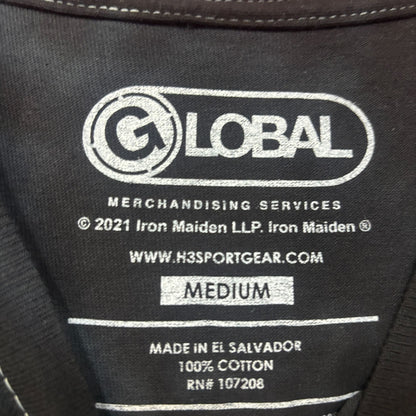 GLOBAL
MERCHANDISING SERVICES
© 2021 Iron Maiden LLP. Iron Maiden ®
WWW.H3SPORTGEAR.COM
MEDIUM
MADE IN EL SALVADOR
100% COTTON
RN# 107208